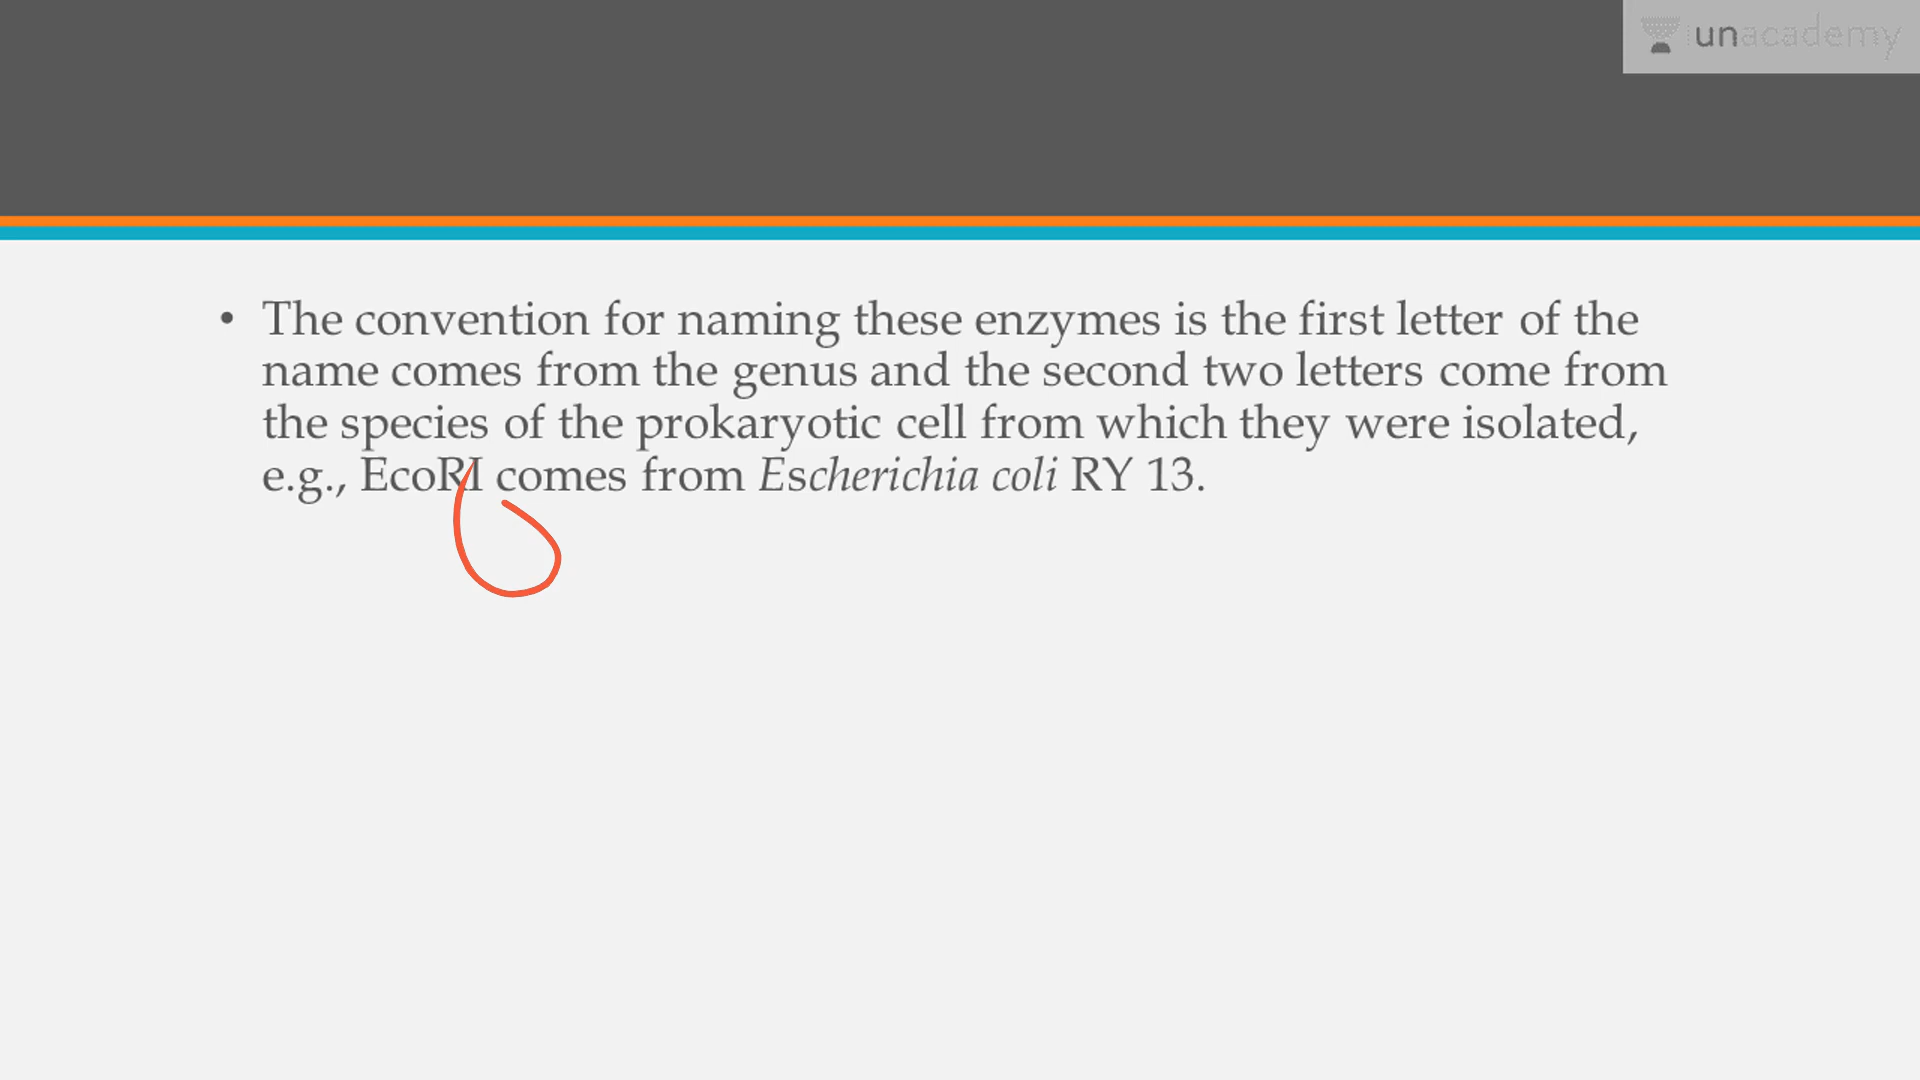 unacademy
• The convention for naming these enzymes is the first letter of the
name comes from the genus and the second two letters come from
the species of the prokaryotic cell from which they were isolated,
e.g., EcoRI comes from Escherichia coli RY 13.